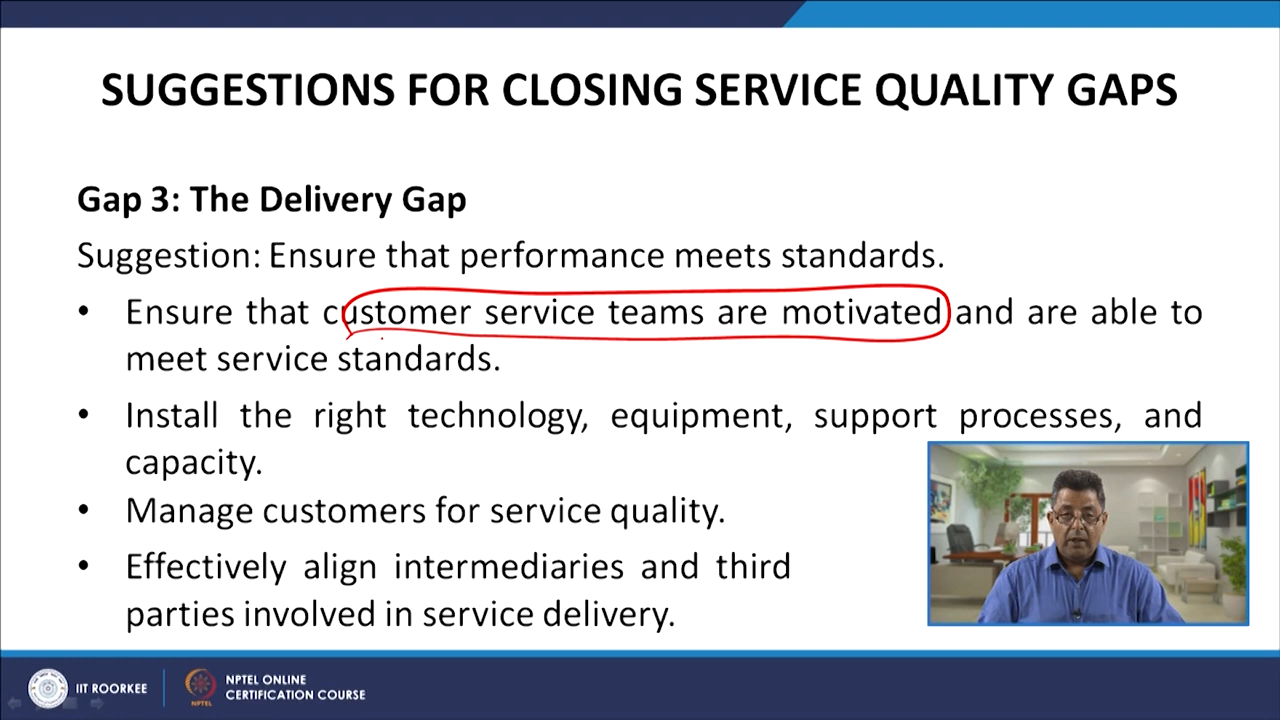 SUGGESTIONS FOR CLOSING SERVICE QUALITY GAPS
Gap 3: The Delivery Gap
Suggestion: Ensure that performance meets standards.
• Ensure that customer service teams are motivated and are able to
meet service standards.
• Install the right technology, equipment, support processes, and
capacity.
• Manage customers for service quality.
• Effectively align intermediaries and third
parties involved in service delivery.
IIT ROORKEE
NPTEL
NPTEL ONLINE
CERTIFICATION COURSE